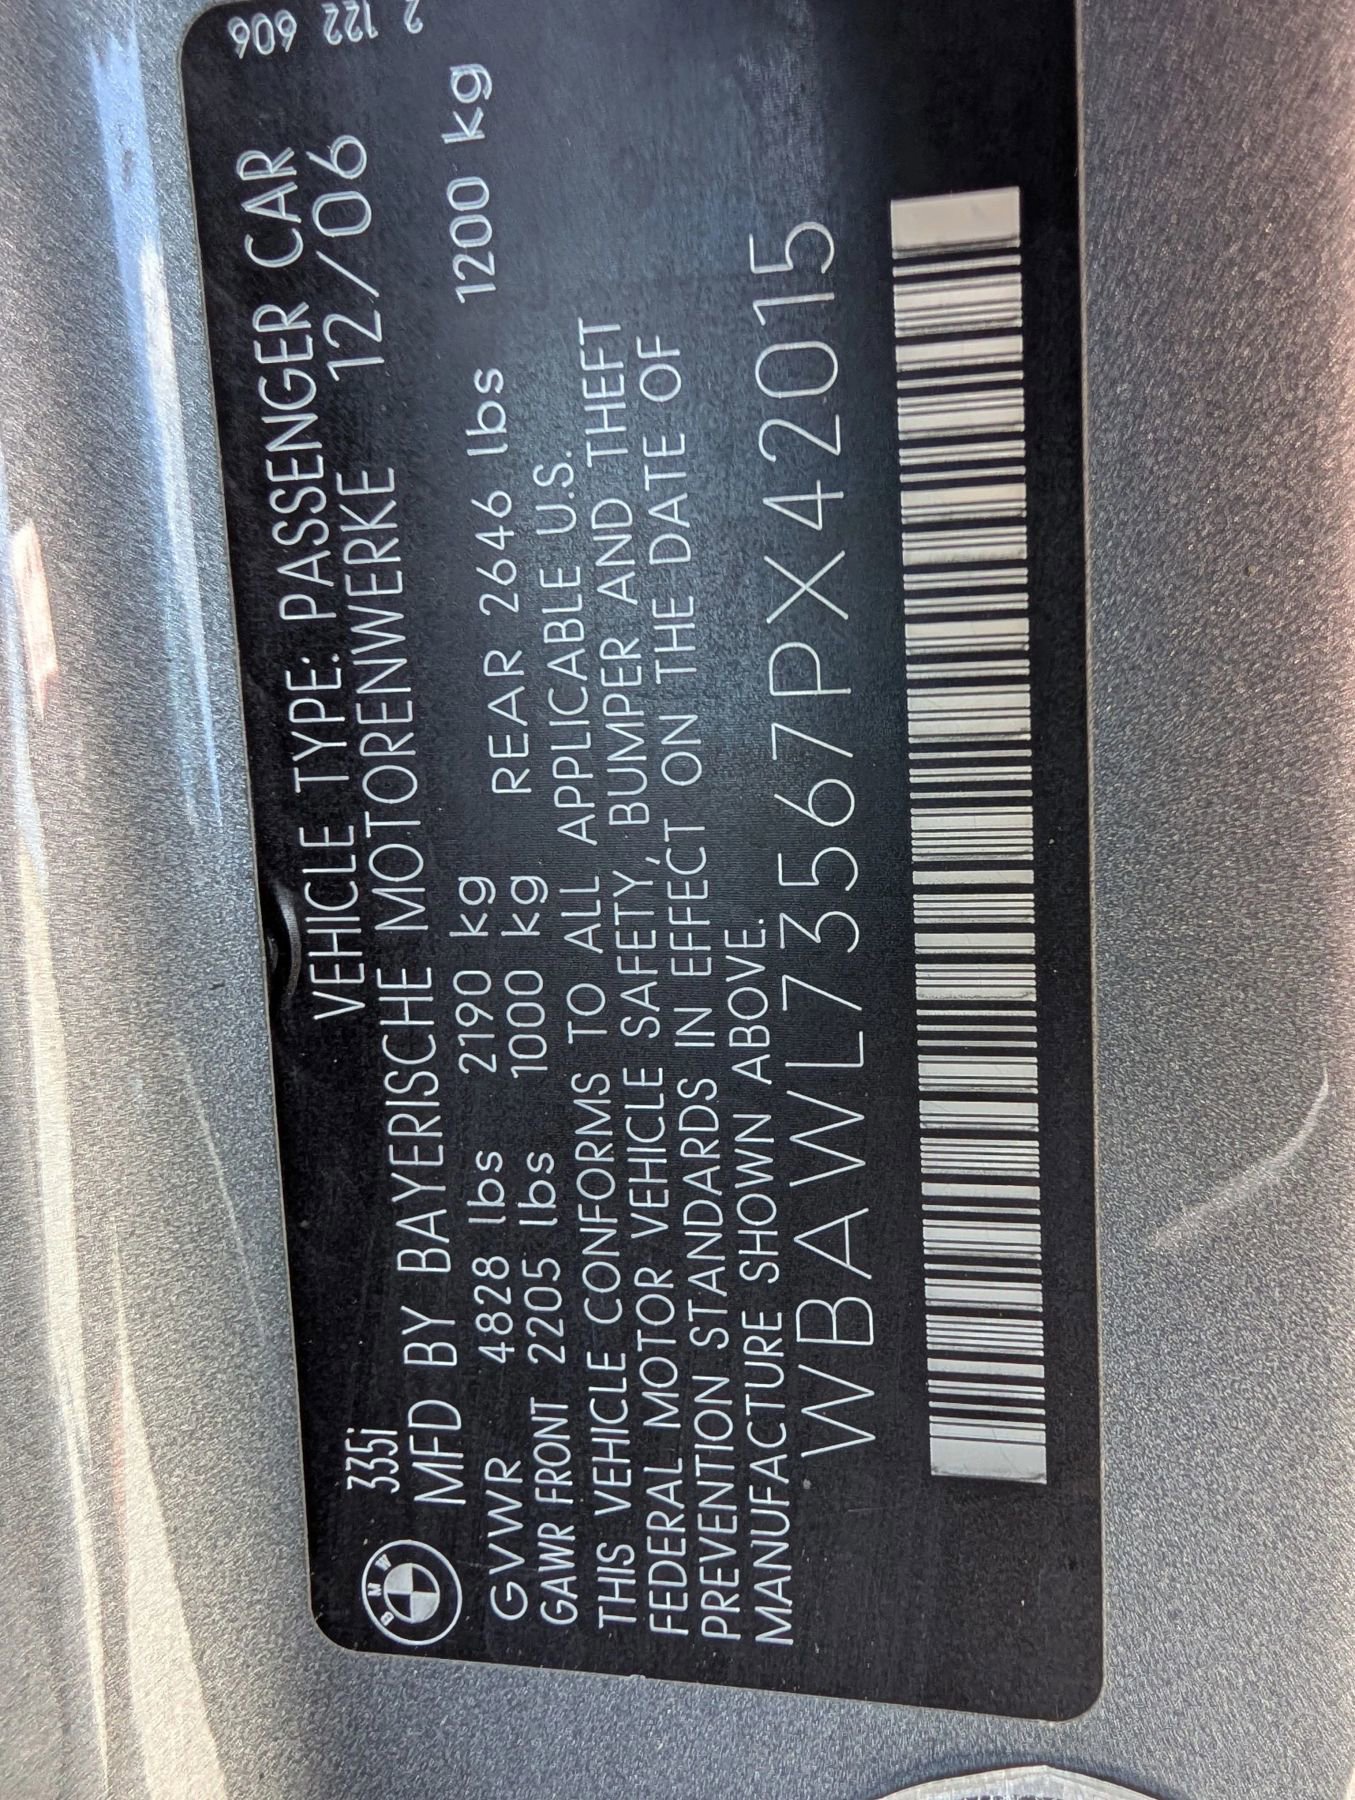 BMW
335i VEHICLE TYPE: PASSENGER CAR
MFD BY BAYERISCHE MOTORENWERKE 12/06
GVWR 4828 lbs 2190 kg
GAWR FRONT 2205 lbs 1000 kg REAR 2646 lbs 1200 kg
THIS VEHICLE CONFORMS TO ALL APPLICABLE U.S.
FEDERAL MOTOR VEHICLE SAFETY, BUMPER AND THEFT
PREVENTION STANDARDS IN EFFECT ON THE DATE OF
MANUFACTURE SHOWN ABOVE.
WBAWL73567PX42015
2 122 606